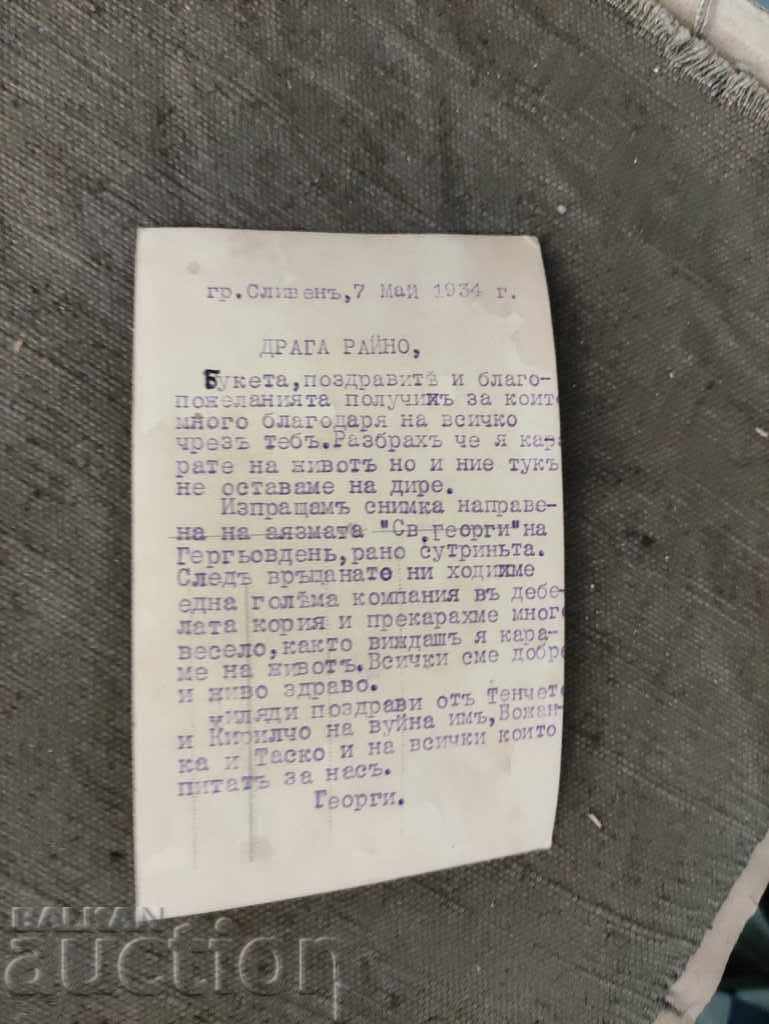 гр.Сливенъ,7 Май 1934 г.
ДРАГА РАЙНО,
Букета,поздравитѣ и благо-
пожеланията получихъ за които
много благодаря на всичко
чрезъ тебъ.Разбрахъ че я кара
рате на животъ но и ние тукъ
не оставаме на дире.
Изпращамъ снимка направе-
на на аязмата "Св.георги"на
Гергьовдень,рано сутриньта.
Следъ връщанато ни ходихме
една голѣма компания въ дебе-
лата кория и прекарахме много
весело,както виждашъ я кара-
ме на животъ.Всички сме добре
и живо здраво.
Хиляди поздрави отъ Тенчето
и Кирилчо на вуйна имъ,Божан-
ка и Таско и на всички които
питатъ за насъ.
Георги.
BALKAN
auction